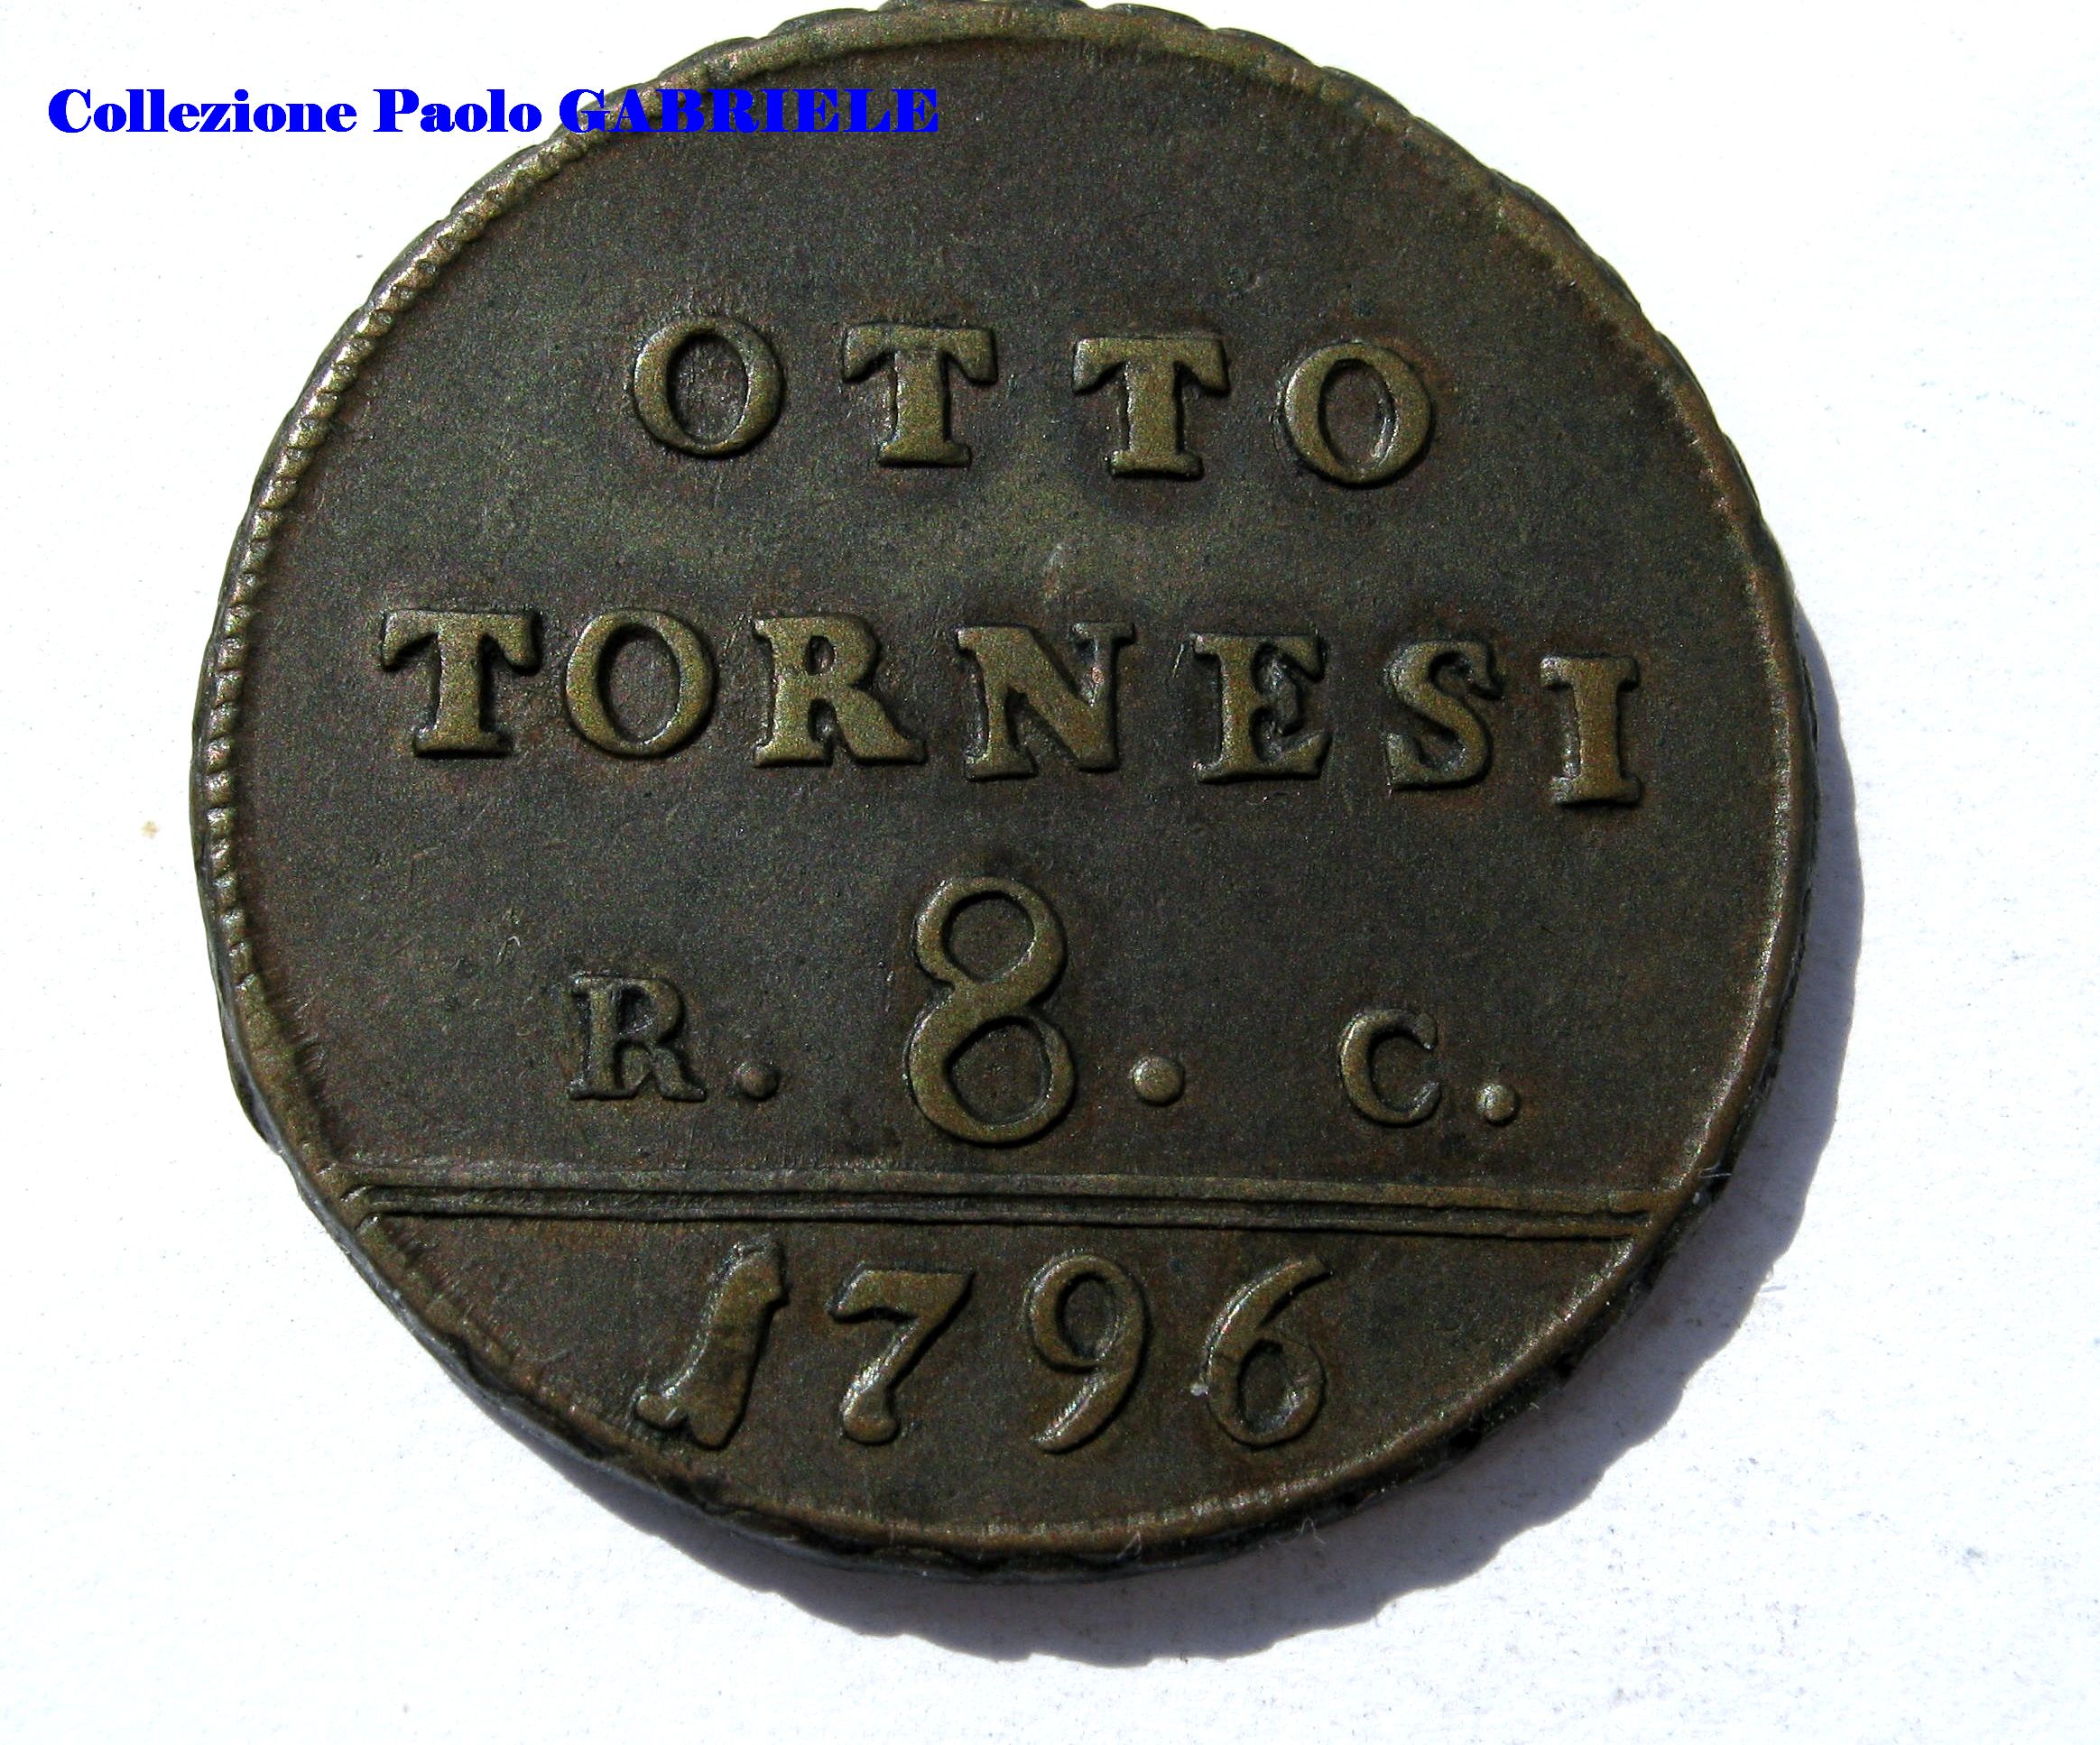 Collezione Paolo GABRIELE
OTTO
TORNESI
R. 8. C.
1796